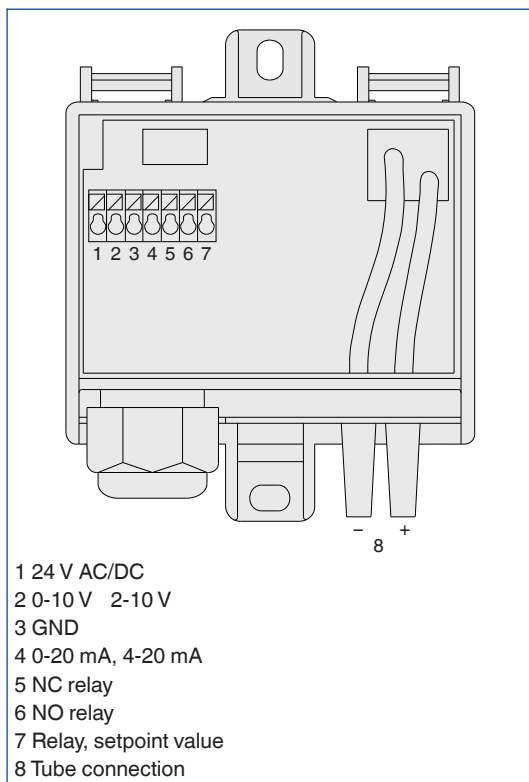 1 2 3 4 5 6 7
– +
8
1 24 V AC/DC
2 0-10 V 2-10 V
3 GND
4 0-20 mA, 4-20 mA
5 NC relay
6 NO relay
7 Relay, setpoint value
8 Tube connection